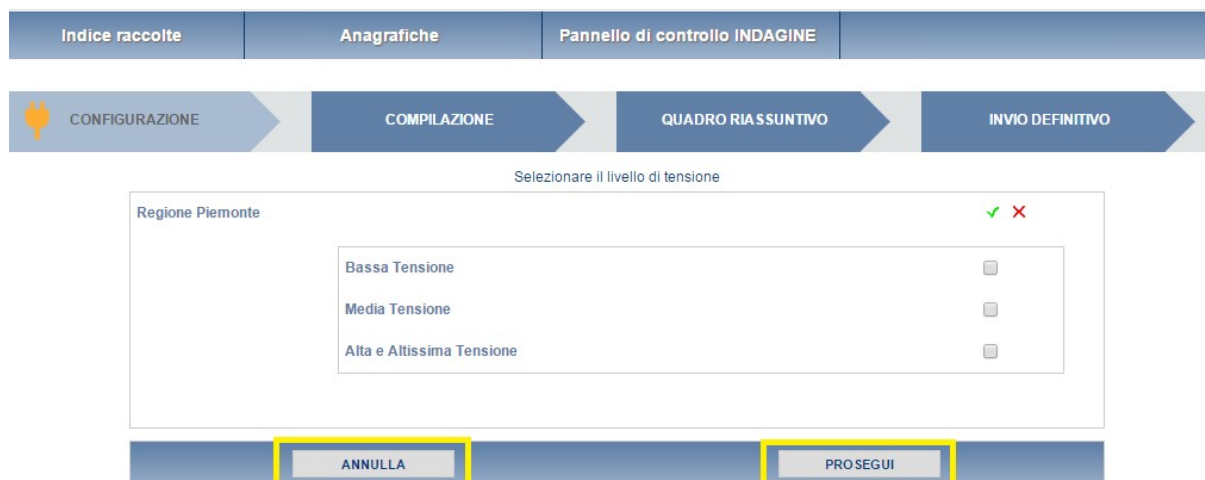 Indice raccolte Anagrafiche Pannello di controllo INDAGINE
CONFIGURAZIONE COMPILAZIONE QUADRO RIASSUNTIVO INVIO DEFINITIVO
Selezionare il livello di tensione
Regione Piemonte
Bassa Tensione
Media Tensione
Alta e Altissima Tensione
ANNULLA PROSEGUI